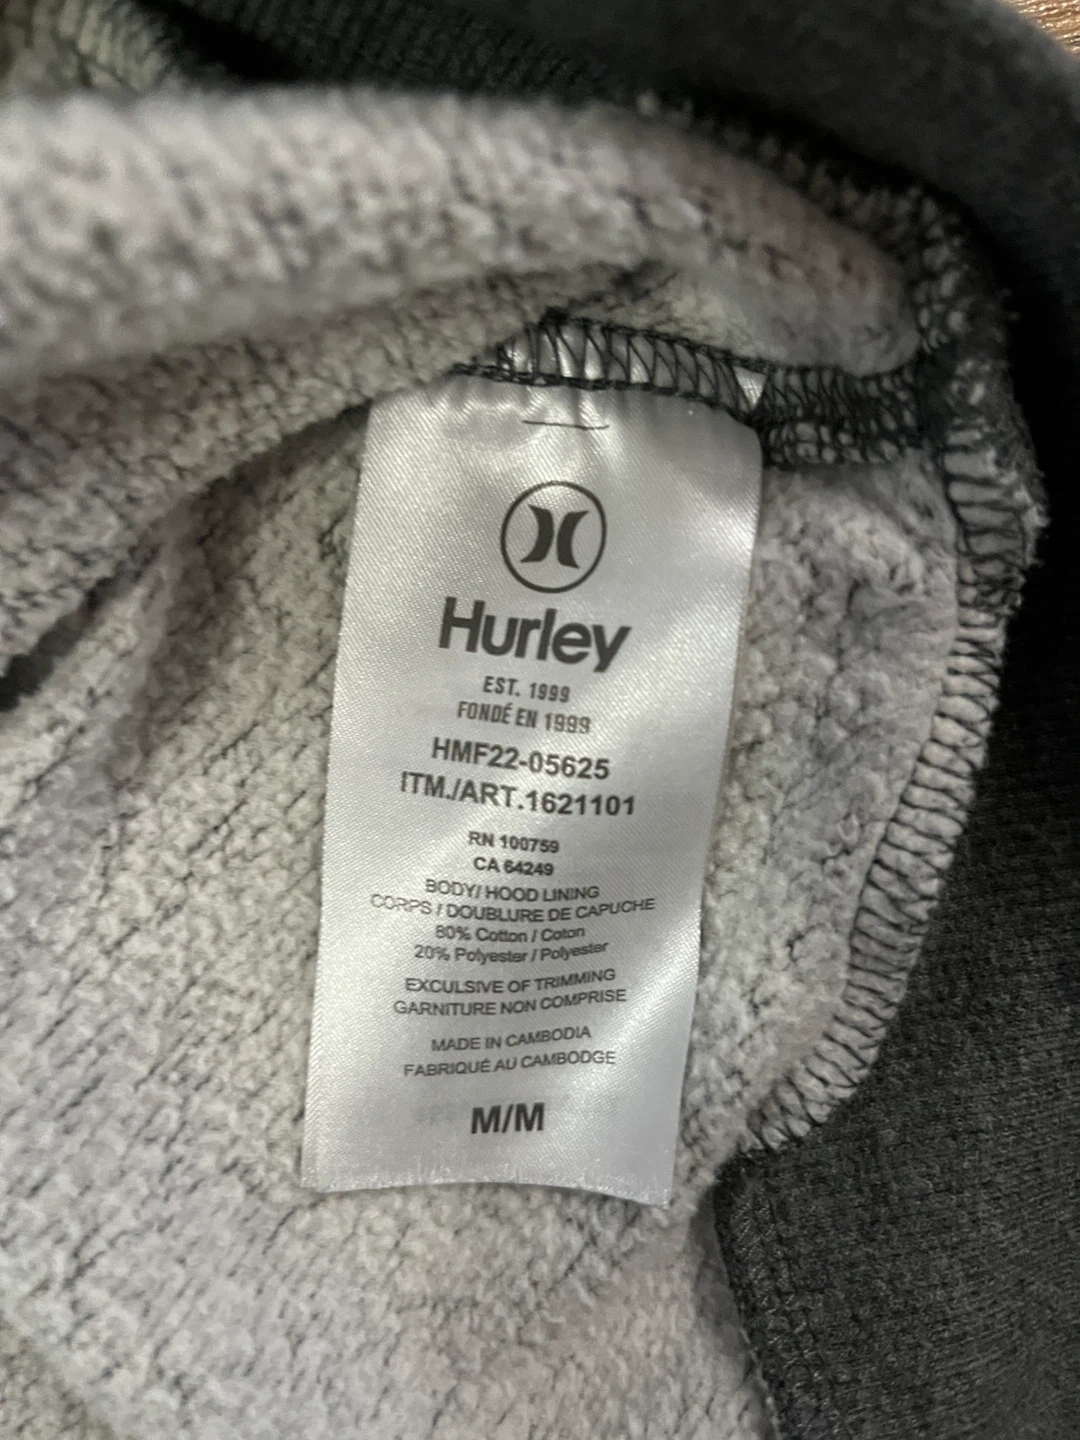 Hurley
EST. 1999
FONDÉ EN 1999
HMF22-05625
ITM./ART.1621101
RN 100759
CA 64249
BODY/ HOOD LINING
CORPS / DOUBLURE DE CAPUCHE
80% Cotton / Coton
20% Polyester / Polyester
EXCULSIVE OF TRIMMING
GARNITURE NON COMPRISE
MADE IN CAMBODIA
FABRIQUÉ AU CAMBODGE
M/M